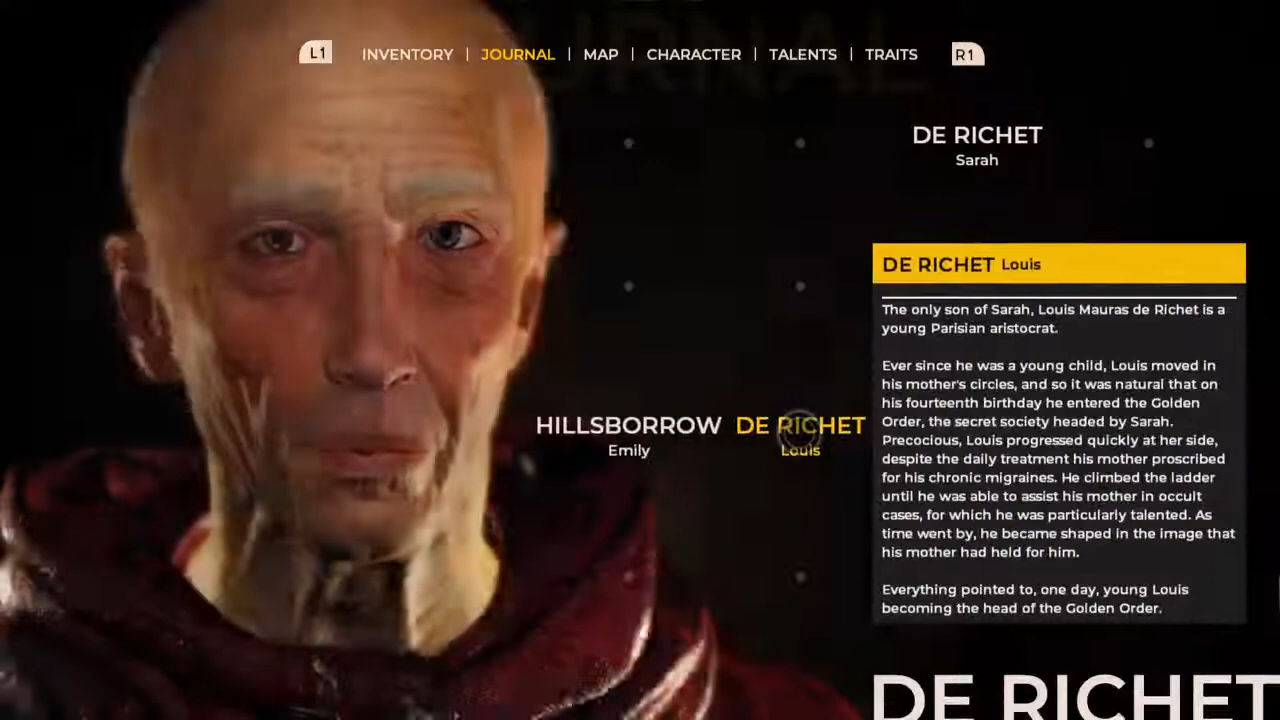 JOURNAL
L1 INVENTORY | JOURNAL | MAP | CHARACTER | TALENTS | TRAITS R1
DE RICHET
Sarah
HILLSBORROW
Emily
DE RICHET
Louis
DE RICHET Louis
The only son of Sarah, Louis Mauras de Richet is a
young Parisian aristocrat.
Ever since he was a young child, Louis moved in
his mother's circles, and so it was natural that on
his fourteenth birthday he entered the Golden
Order, the secret society headed by Sarah.
Precocious, Louis progressed quickly at her side,
despite the daily treatment his mother proscribed
for his chronic migraines. He climbed the ladder
until he was able to assist his mother in occult
cases, for which he was particularly talented. As
time went by, he became shaped in the image that
his mother had held for him.
Everything pointed to, one day, young Louis
becoming the head of the Golden Order.
DE RICHET